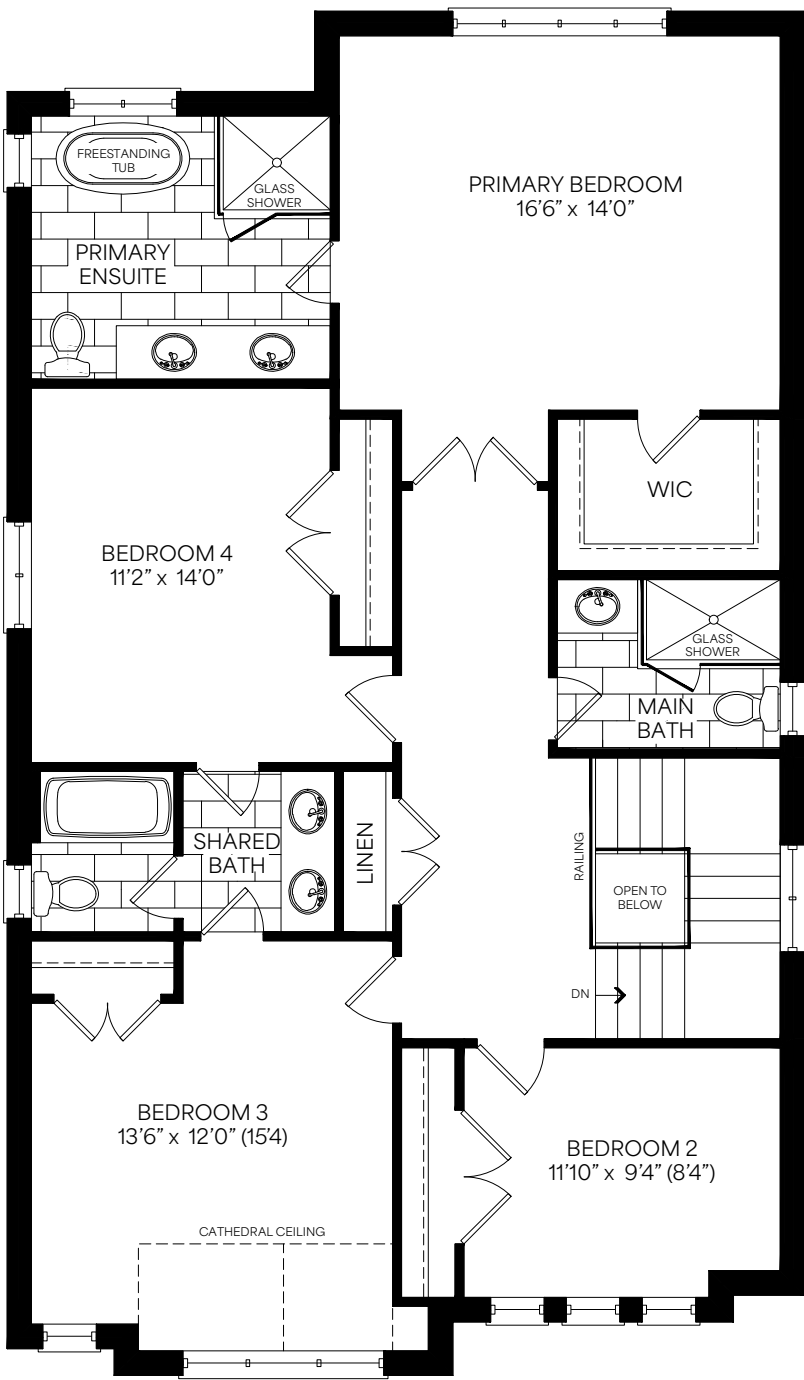 FREESTANDING
TUB
GLASS
SHOWER
PRIMARY BEDROOM
16’6” x 14’0”
PRIMARY
ENSUITE
WIC
BEDROOM 4
11’2” x 14’0”
GLASS
SHOWER
MAIN
BATH
SHARED
BATH
LINEN
RAILING
OPEN TO
BELOW
DN
BEDROOM 3
13’6” x 12’0” (15’4)
BEDROOM 2
11’10” x 9’4” (8’4”)
CATHEDRAL CEILING